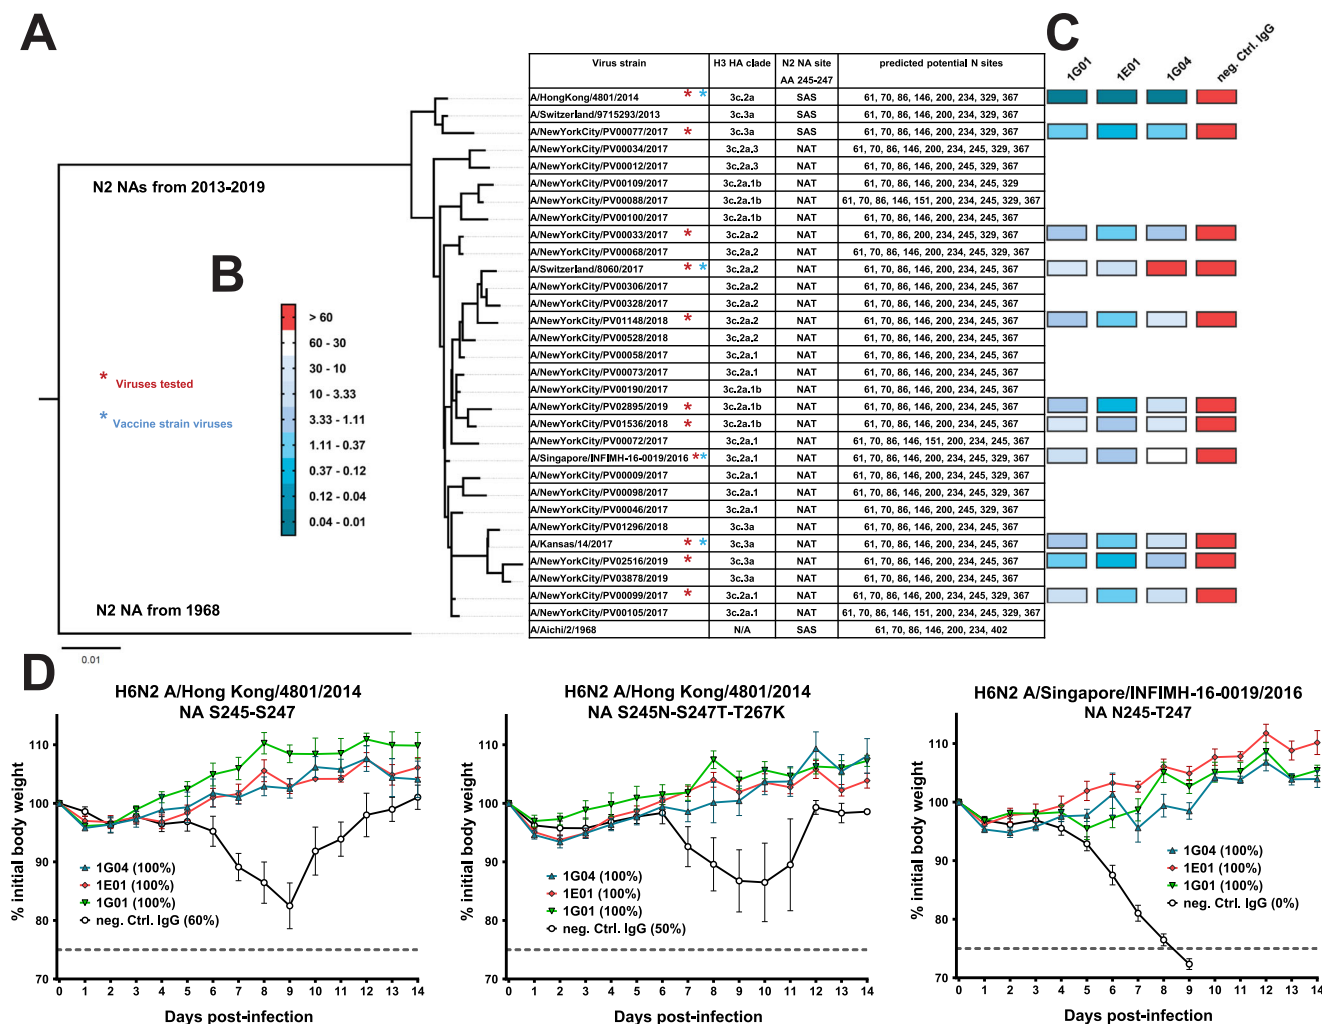 A
C
1G01
1E01
1G04
neg. Ctrl. IgG
Virus strain H3 HA clade N2 NA site AA 245-247 predicted potential N sites
A/HongKong/4801/2014 * * 3c.2a SAS 61, 70, 86, 146, 200, 234, 329, 367
A/Switzerland/9715293/2013 3c.3a SAS 61, 70, 86, 146, 200, 234, 329, 367
A/NewYorkCity/PV00077/2017 * 3c.3a SAS 61, 70, 86, 146, 200, 234, 329, 367
A/NewYorkCity/PV00034/2017 3c.2a.3 NAT 61, 70, 86, 146, 200, 234, 245, 329, 367
A/NewYorkCity/PV00012/2017 3c.2a.3 NAT 61, 70, 86, 146, 200, 234, 245, 367
A/NewYorkCity/PV00109/2017 3c.2a.1b NAT 61, 70, 86, 146, 200, 234, 245, 329
A/NewYorkCity/PV00088/2017 3c.2a.1b NAT 61, 70, 86, 146, 151, 200, 234, 245, 329, 367
A/NewYorkCity/PV00100/2017 3c.2a.1b NAT 61, 70, 86, 146, 200, 234, 245, 367
A/NewYorkCity/PV00033/2017 * 3c.2a.2 NAT 61, 70, 86, 200, 234, 245, 329, 367
A/NewYorkCity/PV00068/2017 3c.2a.2 NAT 61, 70, 86, 146, 200, 234, 245, 329, 367
A/Switzerland/8060/2017 * * 3c.2a.2 NAT 61, 70, 86, 146, 200, 234, 245, 367
A/NewYorkCity/PV00306/2017 3c.2a.2 NAT 61, 70, 86, 146, 200, 234, 245, 367
A/NewYorkCity/PV00328/2017 3c.2a.2 NAT 61, 70, 86, 146, 200, 234, 245, 367
A/NewYorkCity/PV01148/2018 * 3c.2a.2 NAT 61, 70, 86, 146, 200, 234, 245, 367
A/NewYorkCity/PV00528/2018 3c.2a.2 NAT 61, 70, 86, 146, 200, 234, 245, 367
A/NewYorkCity/PV00058/2017 3c.2a.1 NAT 61, 70, 86, 146, 200, 234, 245, 367
A/NewYorkCity/PV00073/2017 3c.2a.1 NAT 61, 70, 86, 146, 200, 234, 245, 367
A/NewYorkCity/PV00190/2017 3c.2a.1b NAT 61, 70, 86, 146, 200, 234, 245, 367
A/NewYorkCity/PV02895/2019 * 3c.2a.1b NAT 61, 70, 86, 146, 200, 234, 245, 367
A/NewYorkCity/PV01536/2018 * 3c.2a.1b NAT 61, 70, 86, 146, 200, 234, 245, 367
A/NewYorkCity/PV00072/2017 3c.2a.1 NAT 61, 70, 86, 146, 151, 200, 234, 245, 367
A/Singapore/INFIMH-16-0019/2016 ** 3c.2a.1 NAT 61, 70, 86, 146, 200, 234, 245, 329, 367
A/NewYorkCity/PV00009/2017 3c.2a.1 NAT 61, 70, 86, 146, 200, 234, 245, 329, 367
A/NewYorkCity/PV00098/2017 3c.2a.1 NAT 61, 70, 86, 146, 200, 234, 245, 329, 367
A/NewYorkCity/PV00046/2017 3c.2a.1 NAT 61, 70, 86, 146, 200, 234, 245, 329, 367
A/NewYorkCity/PV01296/2018 3c.3a NAT 61, 70, 86, 146, 200, 234, 245, 367
A/Kansas/14/2017 * * 3c.3a NAT 61, 70, 86, 146, 200, 234, 245, 367
A/NewYorkCity/PV02516/2019 * 3c.3a NAT 61, 70, 86, 146, 200, 234, 245, 367
A/NewYorkCity/PV03878/2019 3c.3a NAT 61, 70, 86, 146, 200, 234, 245, 367
A/NewYorkCity/PV00099/2017 * 3c.2a.1 NAT 61, 70, 86, 146, 200, 234, 245, 329, 367
A/NewYorkCity/PV00105/2017 3c.2a.1 NAT 61, 70, 86, 146, 151, 200, 234, 245, 329, 367
A/Aichi/2/1968 N/A SAS 61, 70, 86, 146, 200, 234, 402
N2 NAs from 2013-2019
B
> 60
60 - 30
30 - 10
10 - 3.33
3.33 - 1.11
1.11 - 0.37
0.37 - 0.12
0.12 - 0.04
0.04 - 0.01
* Viruses tested
* Vaccine strain viruses
N2 NA from 1968
0.01
D
H6N2 A/Hong Kong/4801/2014
NA S245-S247
% initial body weight
110
100
90
80
70
1G04 (100%)
1E01 (100%)
1G01 (100%)
neg. Ctrl. IgG (60%)
0 1 2 3 4 5 6 7 8 9 10 11 12 13 14
Days post-infection
H6N2 A/Hong Kong/4801/2014
NA S245N-S247T-T267K
% initial body weight
110
100
90
80
70
1G04 (100%)
1E01 (100%)
1G01 (100%)
neg. Ctrl. IgG (50%)
0 1 2 3 4 5 6 7 8 9 10 11 12 13 14
Days post-infection
H6N2 A/Singapore/INFIMH-16-0019/2016
NA N245-T247
% initial body weight
110
100
90
80
70
1G04 (100%)
1E01 (100%)
1G01 (100%)
neg. Ctrl. IgG (0%)
0 1 2 3 4 5 6 7 8 9 10 11 12 13 14
Days post-infection